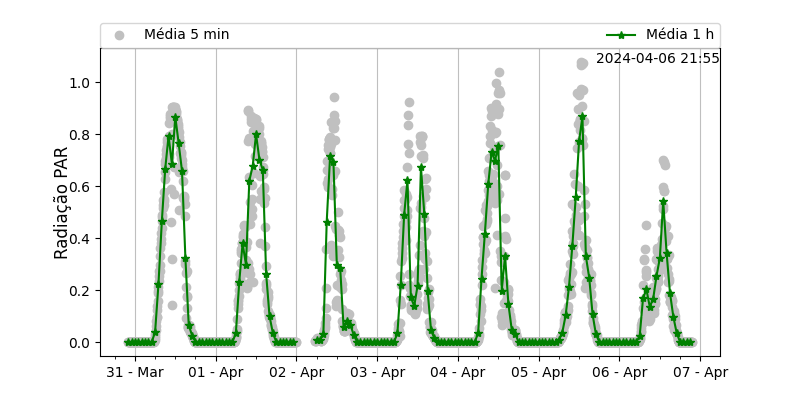 Média 5 min
Média 1 h
2024-04-06 21:55
Radiação PAR
1.0
0.8
0.6
0.4
0.2
0.0
31 - Mar
01 - Apr
02 - Apr
03 - Apr
04 - Apr
05 - Apr
06 - Apr
07 - Apr